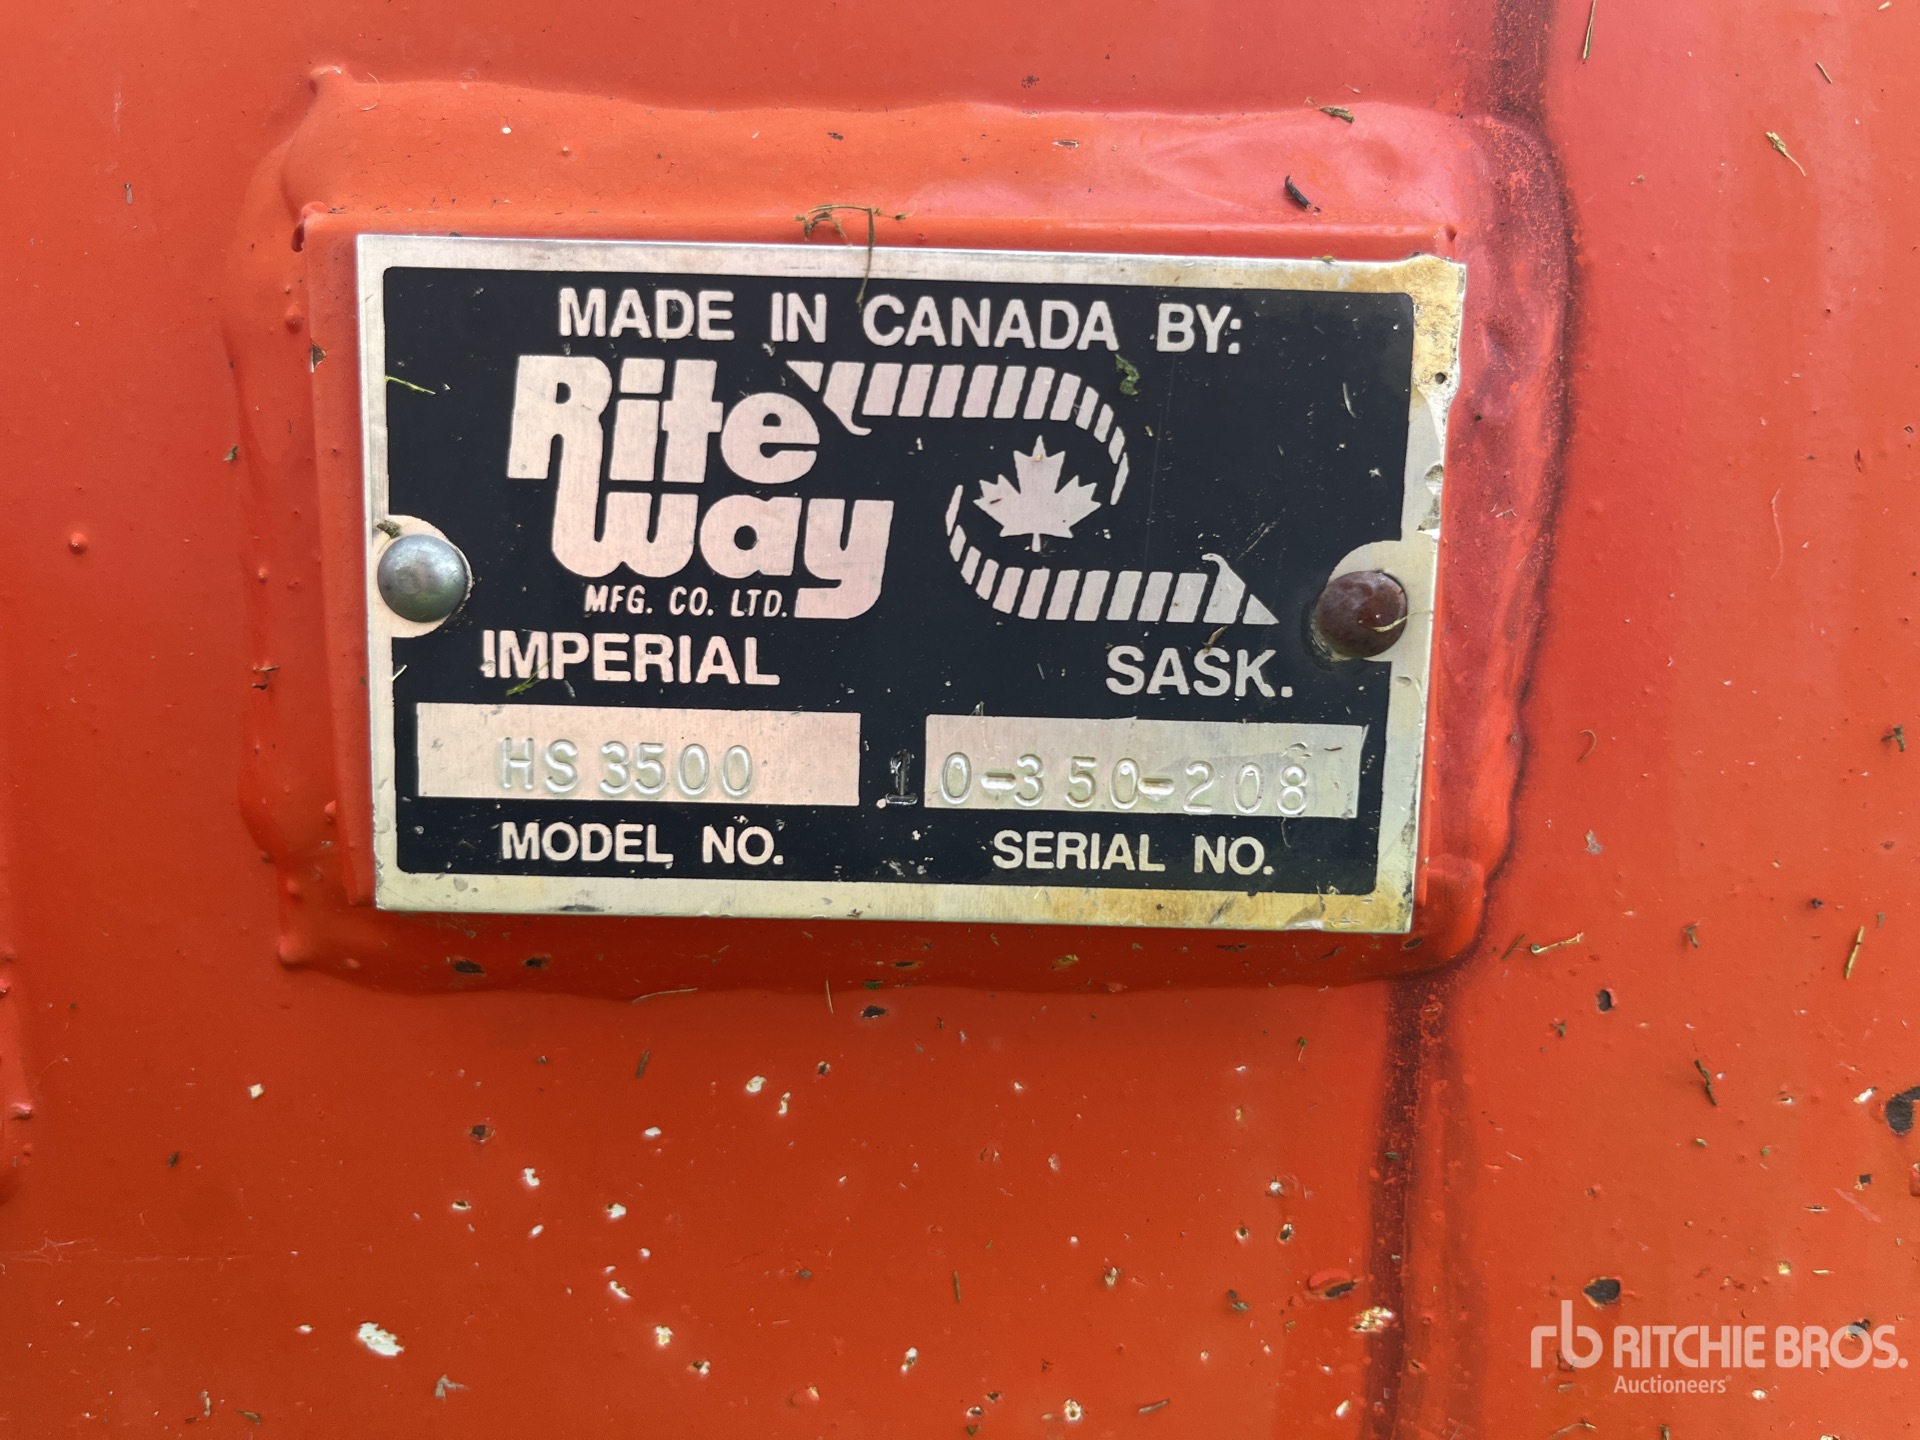 MADE IN CANADA BY:
Rite
way
MFG. CO. LTD.
IMPERIAL SASK.
HS 3500 10-350-208
MODEL NO. SERIAL NO.
rb RITCHIE BROS.
Auctioneers